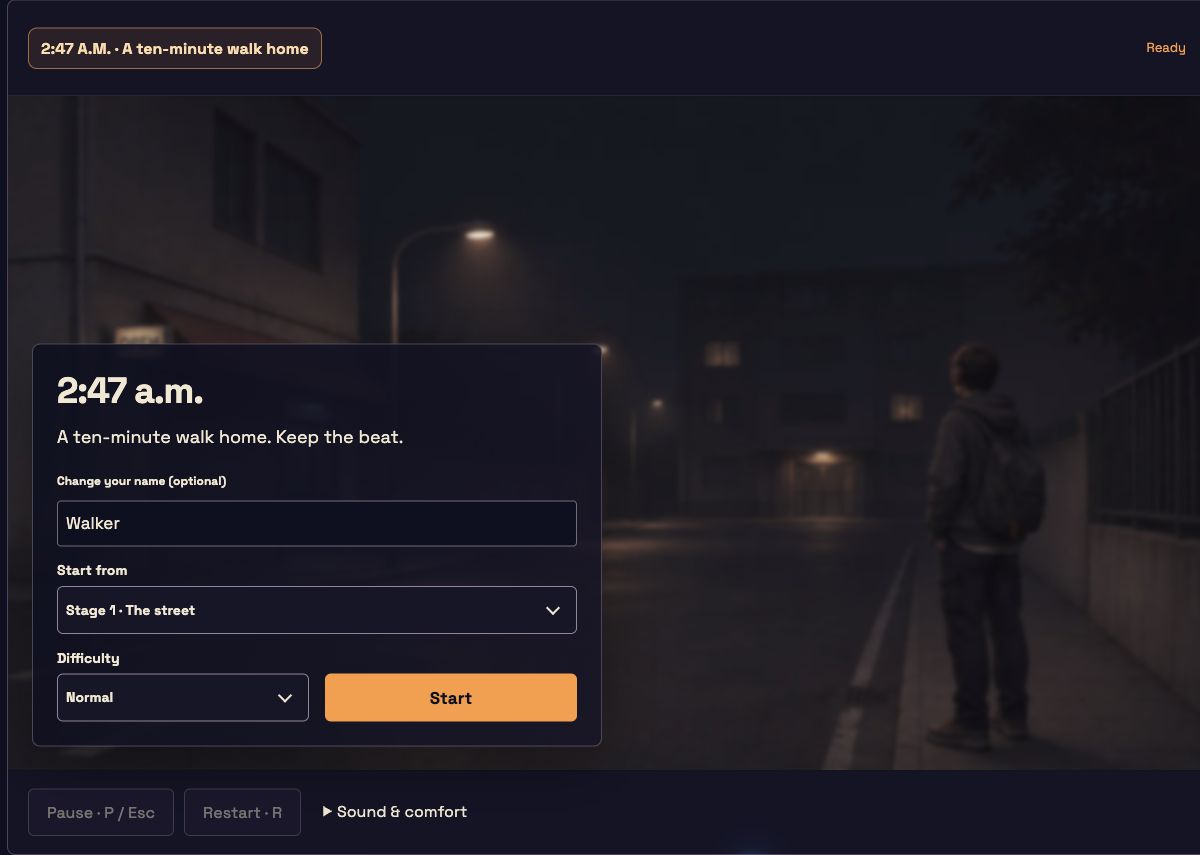 2:47 A.M. · A ten-minute walk home
Ready
2:47 a.m.
A ten-minute walk home. Keep the beat.
Change your name (optional)
Walker
Start from
Stage 1 · The street
Difficulty
Normal
Start
Pause · P / Esc
Restart · R
Sound & comfort